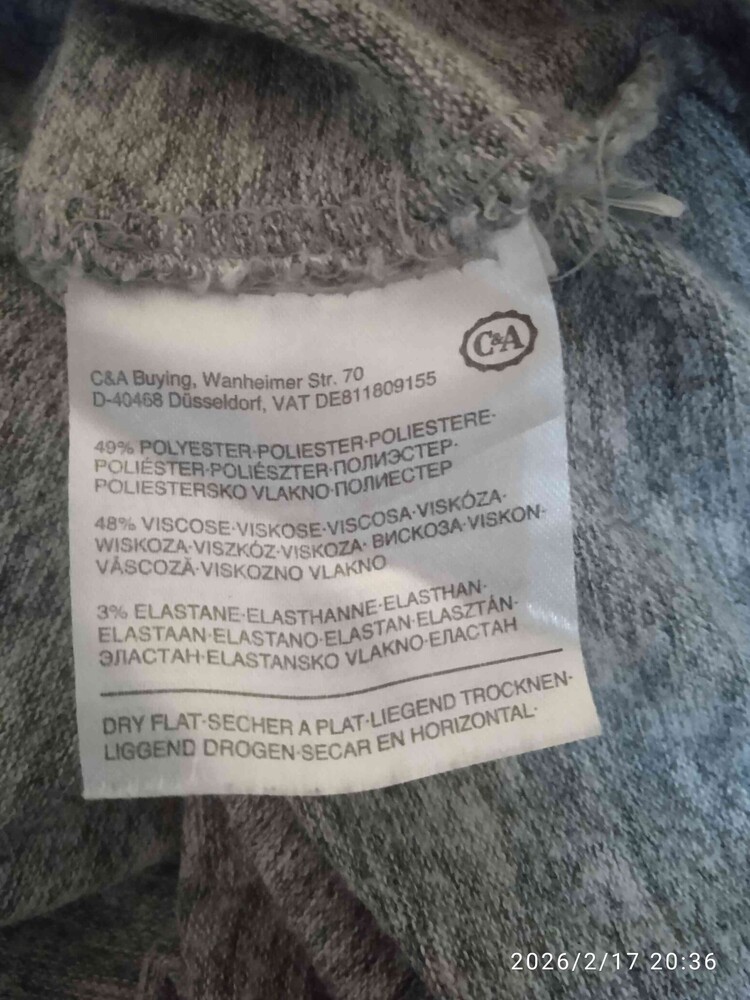 C&A
C&A Buying, Wanheimer Str. 70
D-40468 Düsseldorf, VAT DE811809155
49% POLYESTER·POLIESTER·POLIESTERE·
POLIÉSTER·POLIÉSZTER·ПОЛИЭСТЕР·
POLIESTERSKO VLAKNO·ПОЛИЕСТЕР
48% VISCOSE·VISKOSE·VISCOSA·VISKÓZA·
WISKOZA·VISZKÓZ·VISKOZA· ВИСКОЗА·VISKON·
VÂSCOZÄ·VISKOZNO VLAKNO
3% ELASTANE·ELASTHANNE·ELASTHAN·
ELASTAAN·ELASTANO·ELASTAN·ELASZTÁN·
ЭЛАСТАН·ELASTANSKO VLAKNO·ЕЛАСТАН
DRY FLAT·SECHER A PLAT·LIEGEND TROCKNEN·
LIGGEND DROGEN·SECAR EN HORIZONTAL·
2026/2/17 20:36